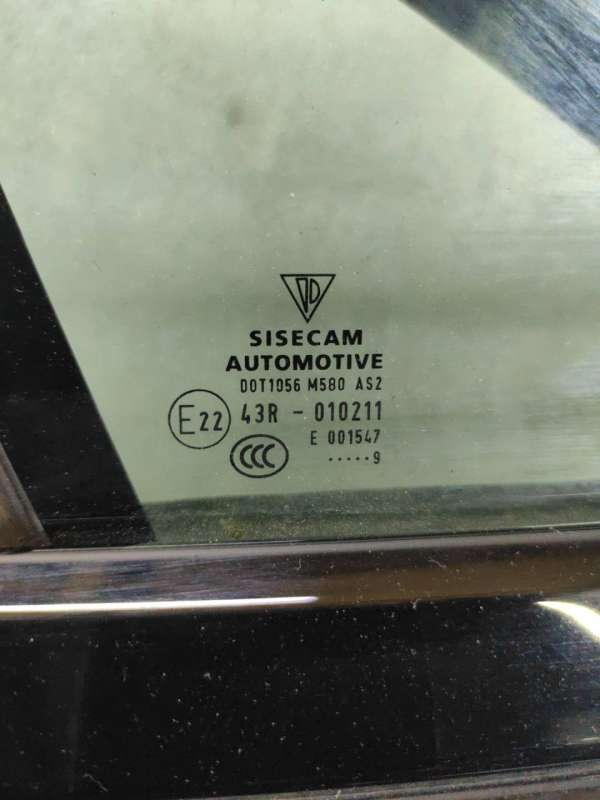 SISECAM
AUTOMOTIVE
DOT1056 M580 AS2
E22 43R - 010211
CCC E 001547
.....9